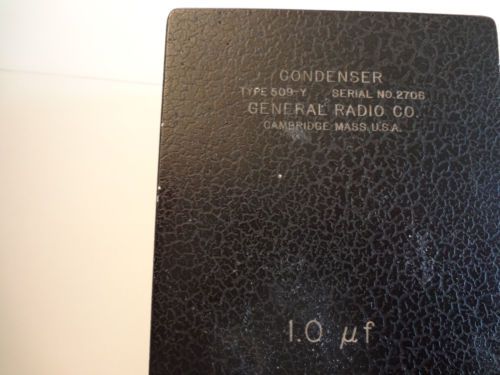 CONDENSER
TYPE 509-Y SERIAL NO.2706
GENERAL RADIO CO.
CAMBRIDGE MASS. U.S.A.
1.0 µf